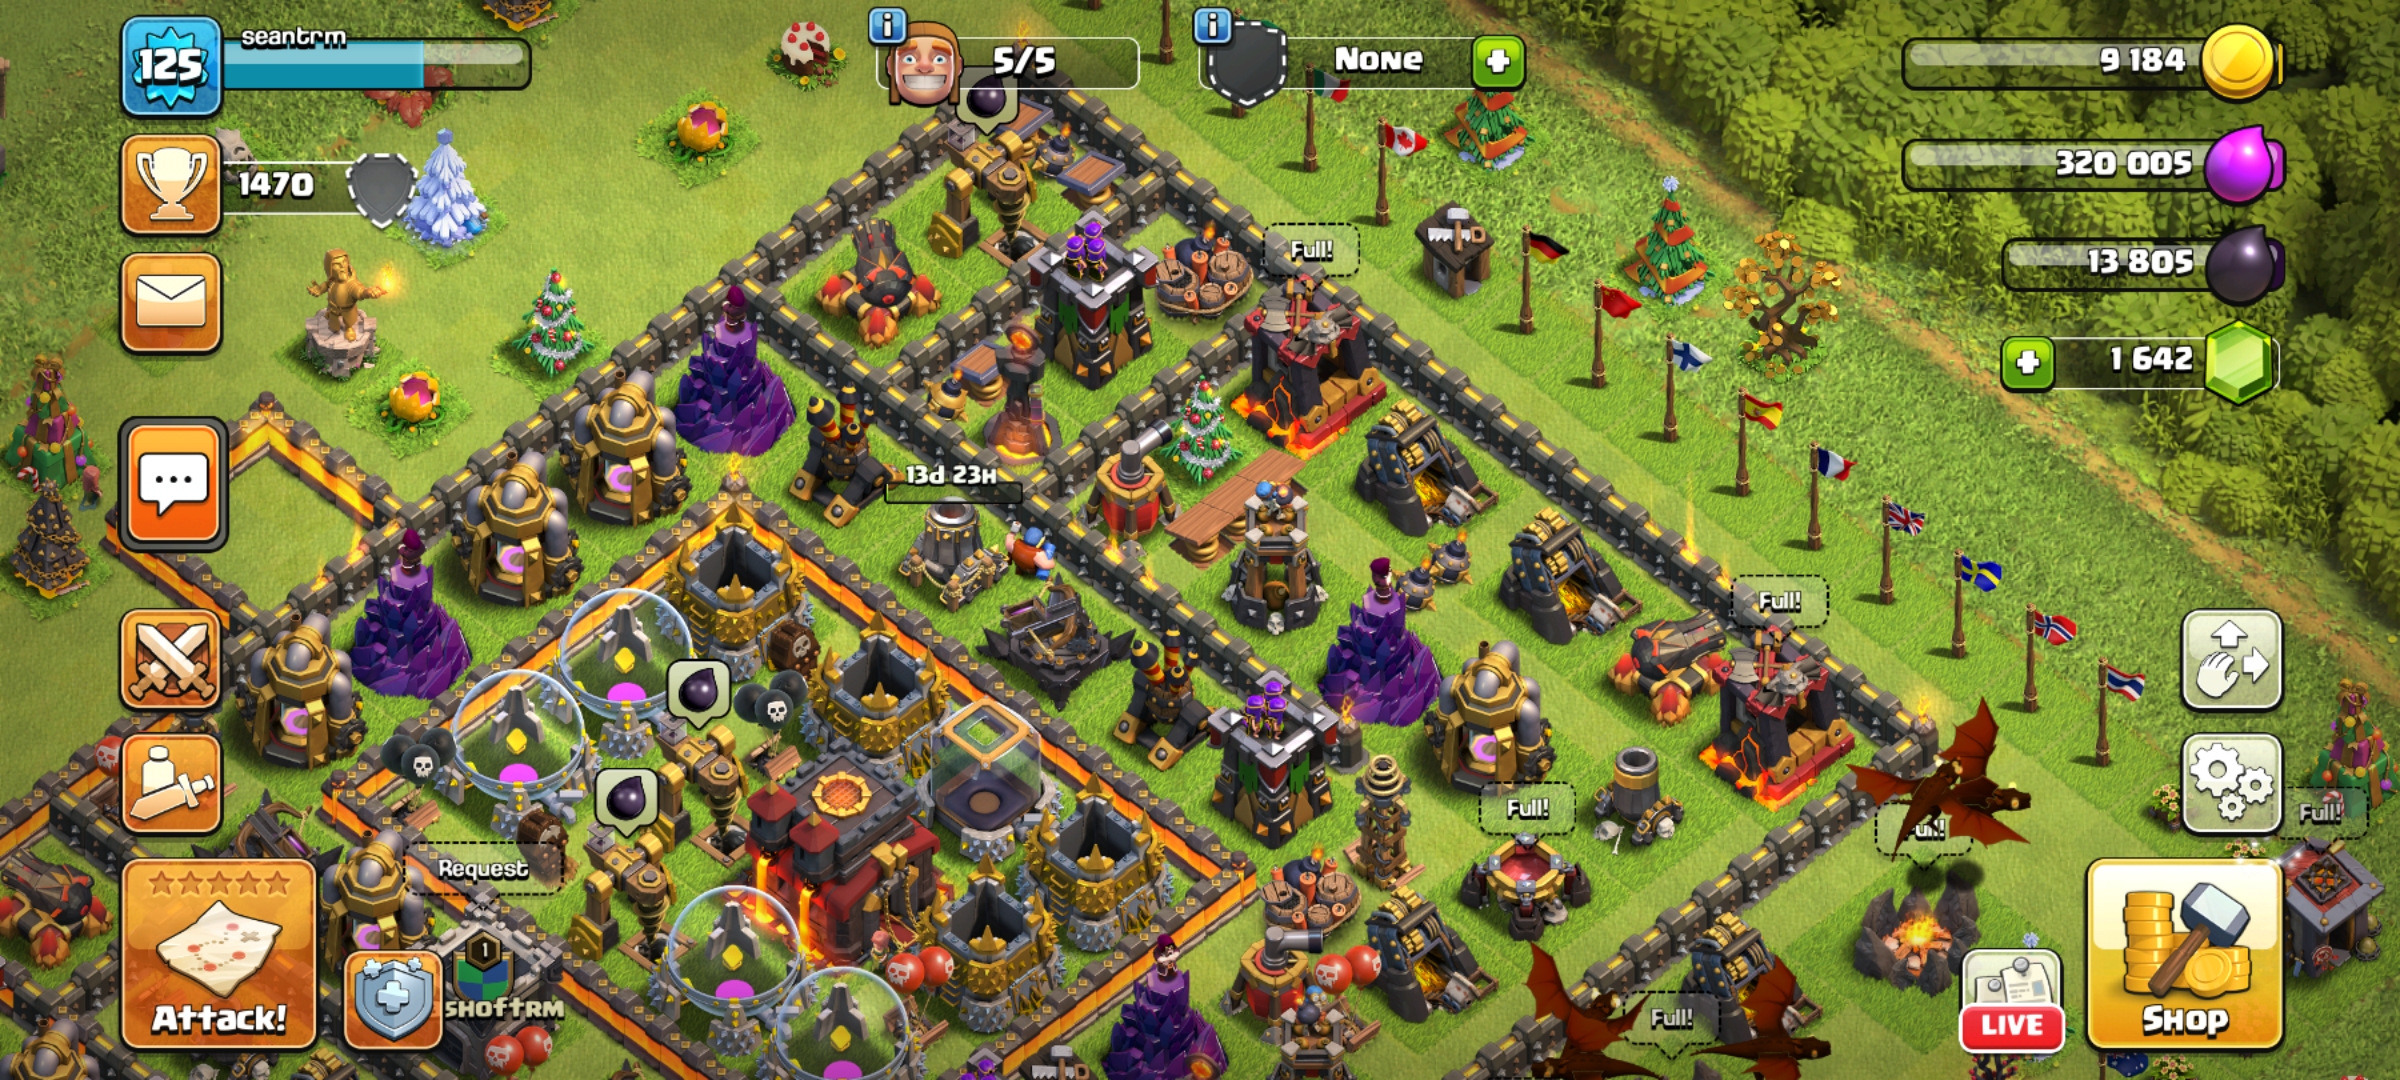 seantrm
125
5/5
None
9 184
1470
320 005
Full!
13 805
1 642
13d 23h
Full!
Full!
Full!
Full!
Request
1
SHOFTRM
Attack!
Full!
LIVE
Shop